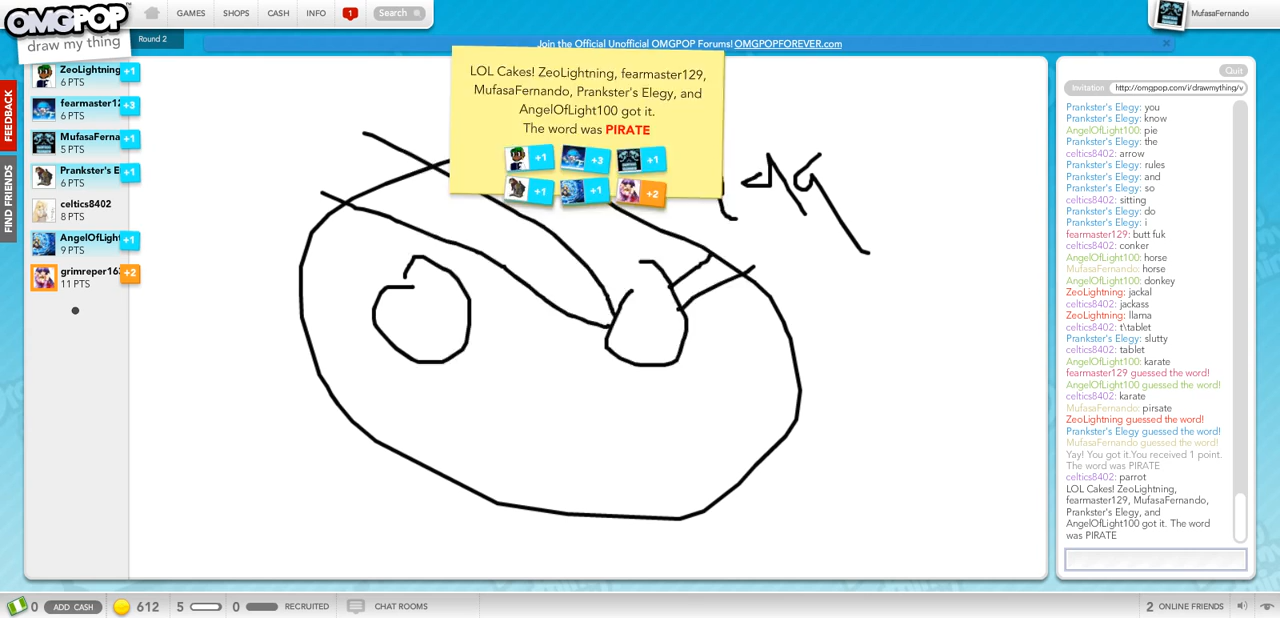 OMGPOP™
draw my thing
GAMES
SHOPS
CASH
INFO
1
Search
MufasaFernando
Round 2
Join the Official Unofficial OMGPOP Forums! OMGPOPFOREVER.com
FEEDBACK
FIND FRIENDS
ZeoLightning +1
6 PTS
fearmaster12 +3
6 PTS
MufasaFerna +1
5 PTS
Prankster's E +1
6 PTS
celtics8402
8 PTS
AngelOfLight +1
9 PTS
grimreper16 +2
11 PTS
LOL Cakes! ZeoLightning, fearmaster129,
MufasaFernando, Prankster's Elegy, and
AngelOfLight100 got it.
The word was PIRATE
+1 +3 +1
+1 +1 +2
Quit
Invitation http://omgpop.com/i/drawmything/v
Prankster's Elegy: you
Prankster's Elegy: know
AngelOfLight100: pie
Prankster's Elegy: the
celtics8402: arrow
Prankster's Elegy: rules
Prankster's Elegy: and
Prankster's Elegy: so
celtics8402: sitting
Prankster's Elegy: do
Prankster's Elegy: i
fearmaster129: butt fuk
celtics8402: conker
AngelOfLight100: horse
MufasaFernando: horse
AngelOfLight100: donkey
ZeoLightning: jackal
celtics8402: jackass
ZeoLightning: llama
celtics8402: t\tablet
Prankster's Elegy: slutty
celtics8402: tablet
AngelOfLight100: karate
fearmaster129 guessed the word!
AngelOfLight100 guessed the word!
celtics8402: karate
MufasaFernando: pirsate
ZeoLightning guessed the word!
Prankster's Elegy guessed the word!
MufasaFernando guessed the word!
Yay! You got it.You received 1 point.
The word was PIRATE
celtics8402: parrot
LOL Cakes! ZeoLightning,
fearmaster129, MufasaFernando,
Prankster's Elegy, and
AngelOfLight100 got it. The word
was PIRATE
0 ADD CASH 612 5 0 RECRUITED CHAT ROOMS
2 ONLINE FRIENDS